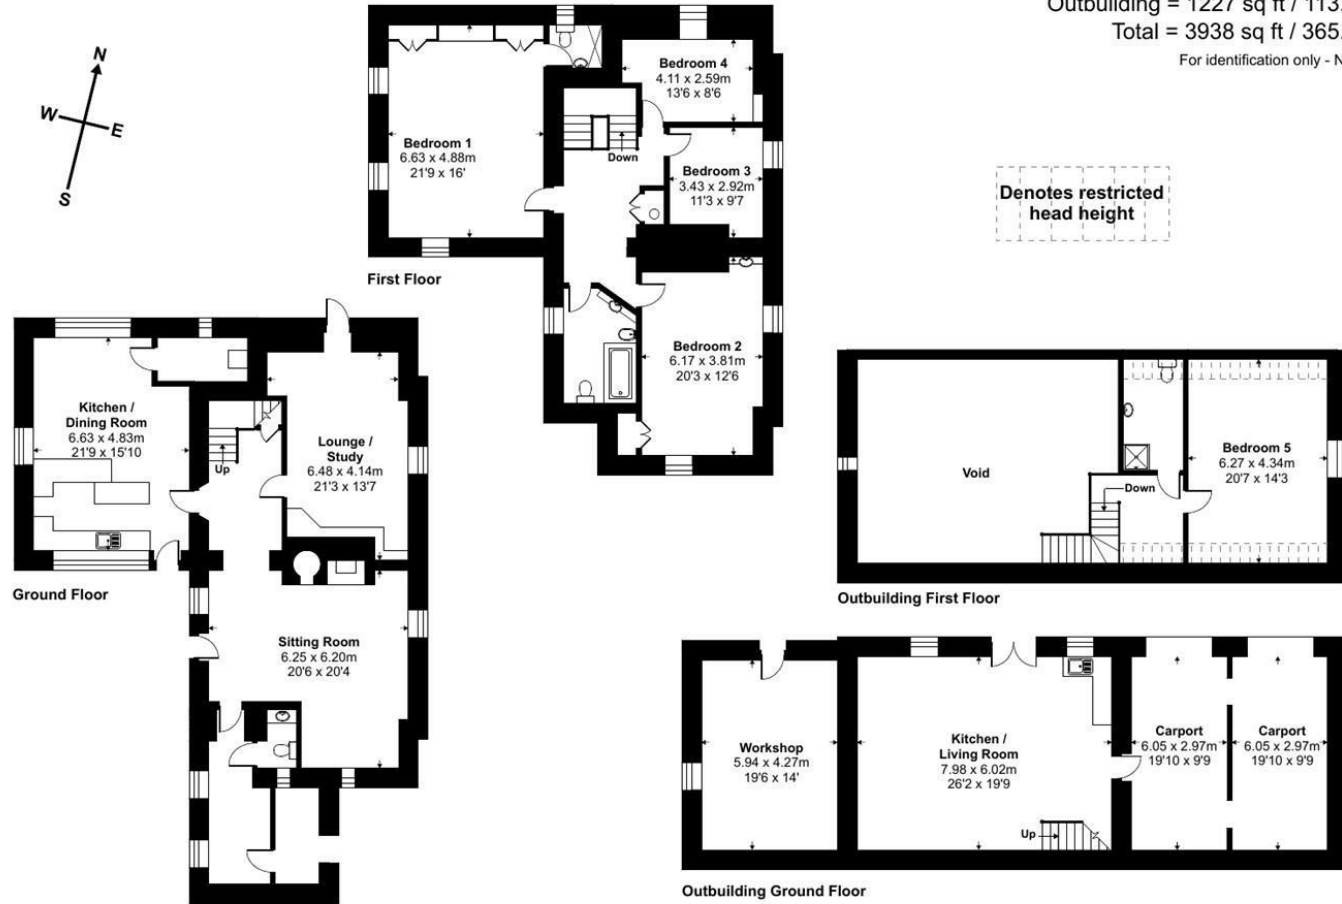 Outbuilding = 1227 sq ft / 113.
Total = 3938 sq ft / 365.
For identification only - N
N
W
E
S
Bedroom 1
6.63 x 4.88m
21'9 x 16'
Bedroom 4
4.11 x 2.59m
13'6 x 8'6
Down
Bedroom 3
3.43 x 2.92m
11'3 x 9'7
Bedroom 2
6.17 x 3.81m
20'3 x 12'6
First Floor
Denotes restricted
head height
Kitchen /
Dining Room
6.63 x 4.83m
21'9 x 15'10
Up
Lounge /
Study
6.48 x 4.14m
21'3 x 13'7
Sitting Room
6.25 x 6.20m
20'6 x 20'4
Ground Floor
Void
Down
Bedroom 5
6.27 x 4.34m
20'7 x 14'3
Outbuilding First Floor
Workshop
5.94 x 4.27m
19'6 x 14'
Kitchen /
Living Room
7.98 x 6.02m
26'2 x 19'9
Up
Carport
6.05 x 2.97m
19'10 x 9'9
Carport
6.05 x 2.97m
19'10 x 9'9
Outbuilding Ground Floor